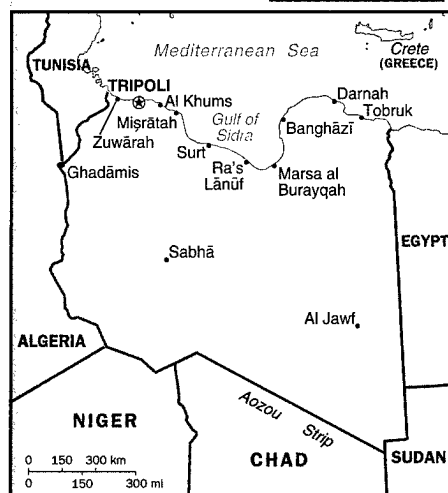 Mediterranean Sea
Crete
(GREECE)
TUNISIA
TRIPOLI
Al Khums
Mişrātah
Zuwārah
Gulf of
Sidra
Darnah
Tobruk
Banghāzī
Surt
Ra's
Lānūf
Marsa al
Burayqah
Ghadāmis
Sabhā
EGYPT
Al Jawf
ALGERIA
Aozou Strip
NIGER
CHAD
SUDAN
0 150 300 km
0 150 300 mi